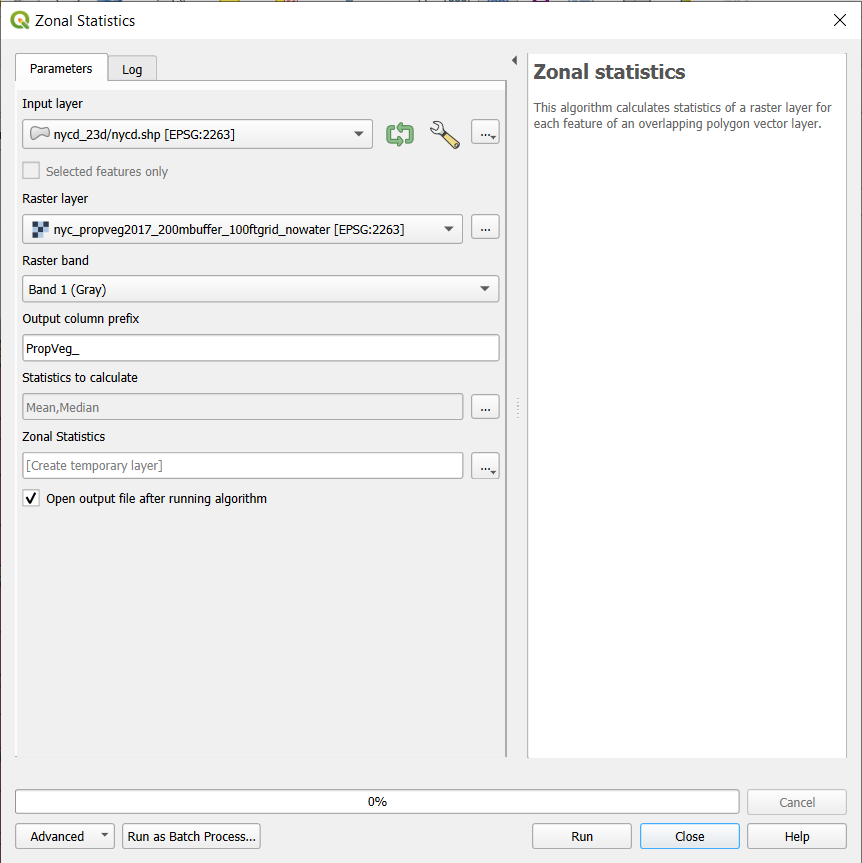 Zonal Statistics
Parameters
Log
Input layer
nycd_23d/nycd.shp [EPSG:2263]
...
Selected features only
Raster layer
nyc_propveg2017_200mbuffer_100ftgrid_nowater [EPSG:2263]
...
Raster band
Band 1 (Gray)
Output column prefix
PropVeg_
Statistics to calculate
Mean,Median
...
Zonal Statistics
[Create temporary layer]
...
Open output file after running algorithm
Zonal statistics
This algorithm calculates statistics of a raster layer for
each feature of an overlapping polygon vector layer.
0%
Cancel
Advanced
Run as Batch Process...
Run
Close
Help